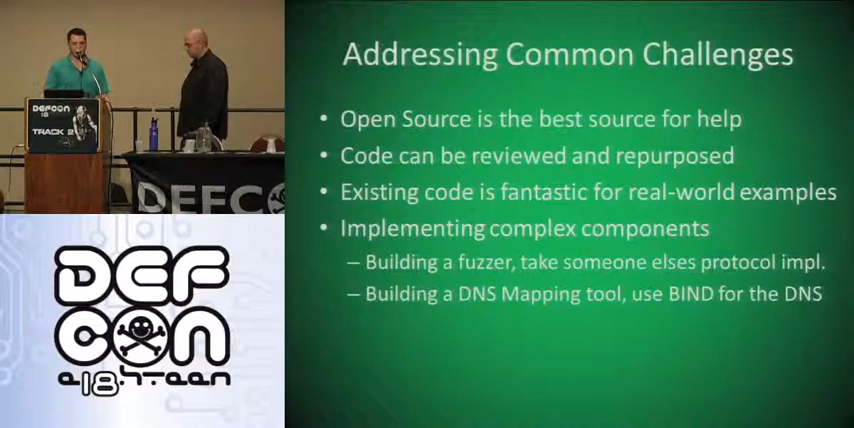 DEFCON
18
TRACK 2
DEFC
DEF
CON
e18hteen
Addressing Common Challenges
• Open Source is the best source for help
• Code can be reviewed and repurposed
• Existing code is fantastic for real-world examples
• Implementing complex components
– Building a fuzzer, take someone elses protocol impl.
– Building a DNS Mapping tool, use BIND for the DNS